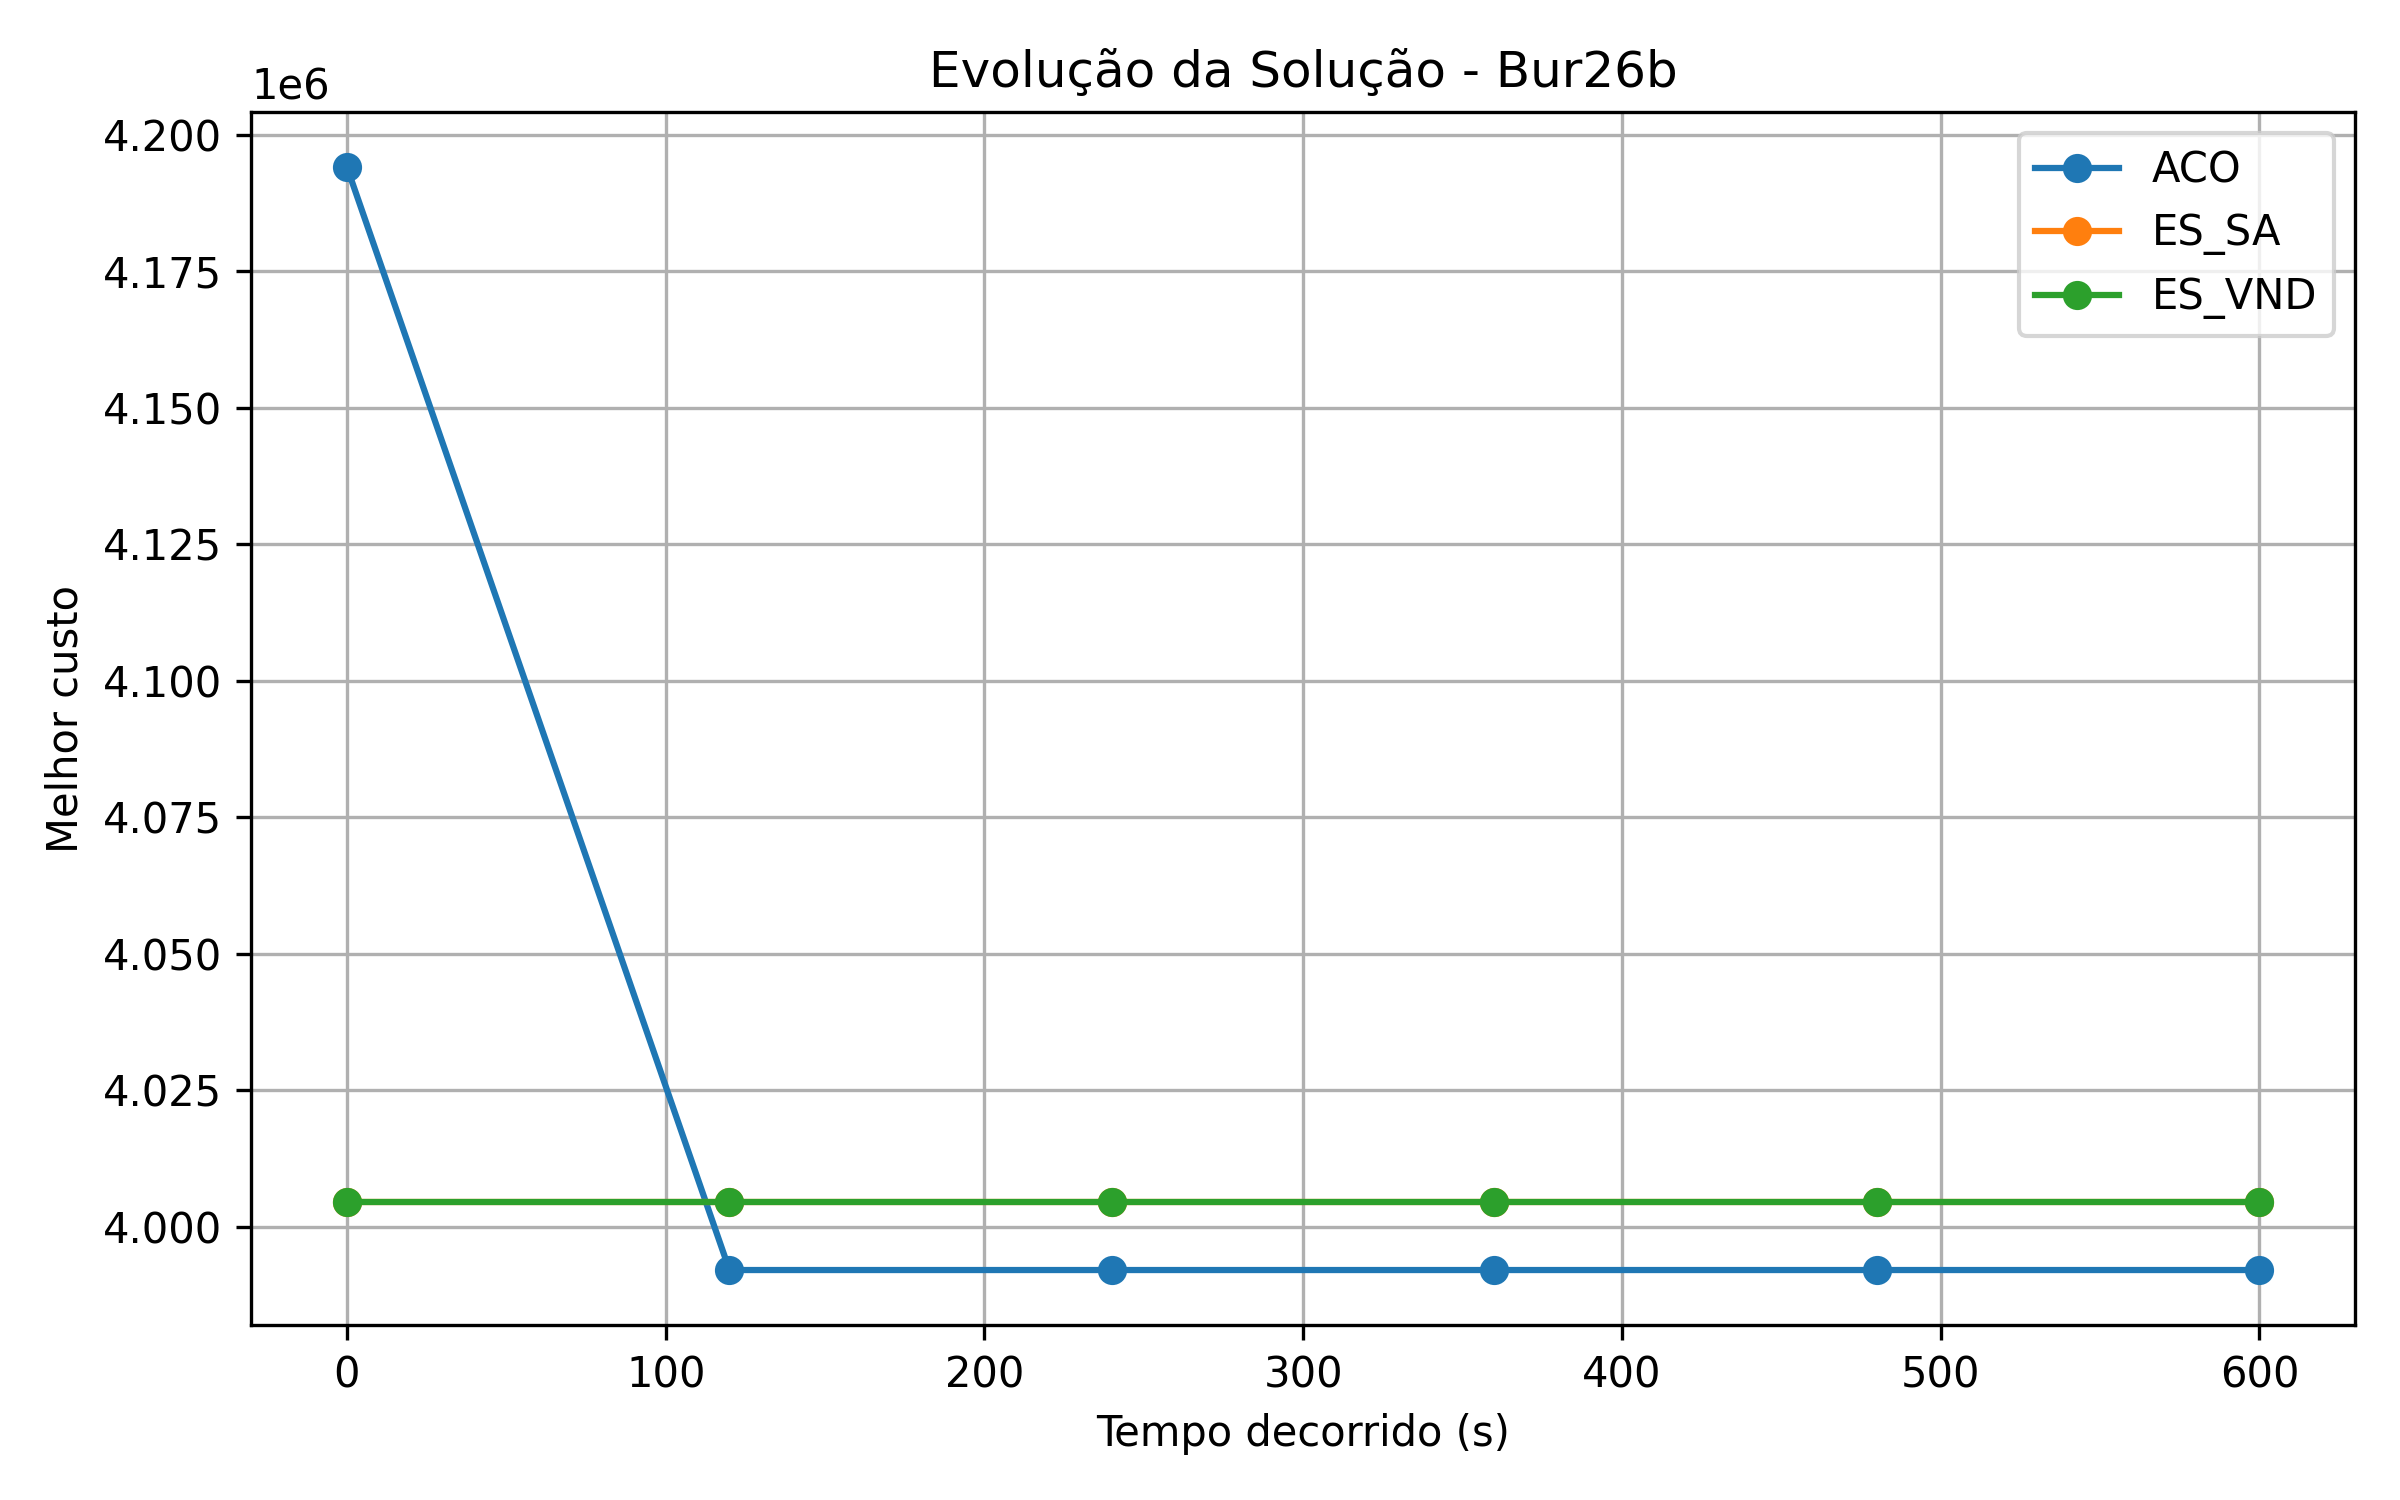 Evolução da Solução - Bur26b
1e6
4.200
4.175
4.150
4.125
4.100
4.075
4.050
4.025
4.000
Melhor custo
ACO
ES_SA
ES_VND
0 100 200 300 400 500 600
Tempo decorrido (s)